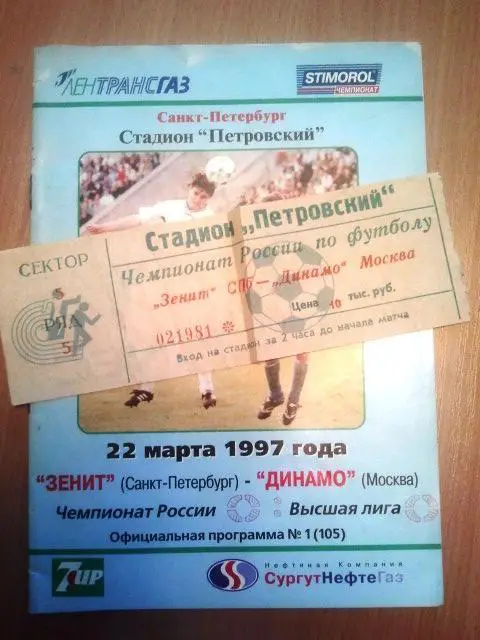 ЛЕНТРАНСГАЗ
STIMOROL
ЧЕМПИОНАТ
Санкт-Петербург
Стадион "Петровский"
Стадион „Петровский"
Чемпионат России по футболу
„Зенит" СПб—„Динамо" Москва
Цена 10 тыс. руб.
021981 *
Вход на стадион за 2 часа до начала матча
СЕКТОР
5
РЯД
5
22 марта 1997 года
"ЗЕНИТ" (Санкт-Петербург) - "ДИНАМО" (Москва)
Чемпионат России : Высшая лига
Официальная программа № 1 (105)
7up
Нефтяная Компания
СургутНефтеГаз